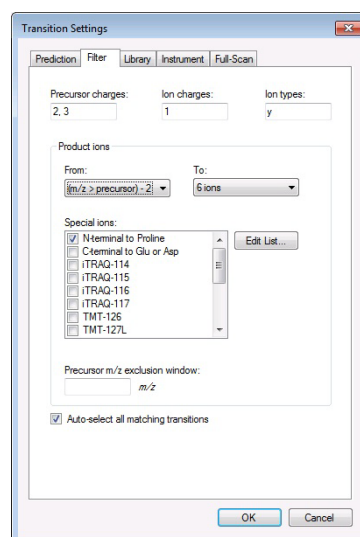 Transition Settings
Prediction Filter Library Instrument Full-Scan
Precursor charges: Ion charges: Ion types:
2, 3 1 y
Product ions
From: To:
(m/z > precursor) - 2 6 ions
Special ions:
N-terminal to Proline
Edit List...
C-terminal to Glu or Asp
iTRAQ-114
iTRAQ-115
iTRAQ-116
iTRAQ-117
TMT-126
TMT-127L
Precursor m/z exclusion window:
m/z
Auto-select all matching transitions
OK Cancel